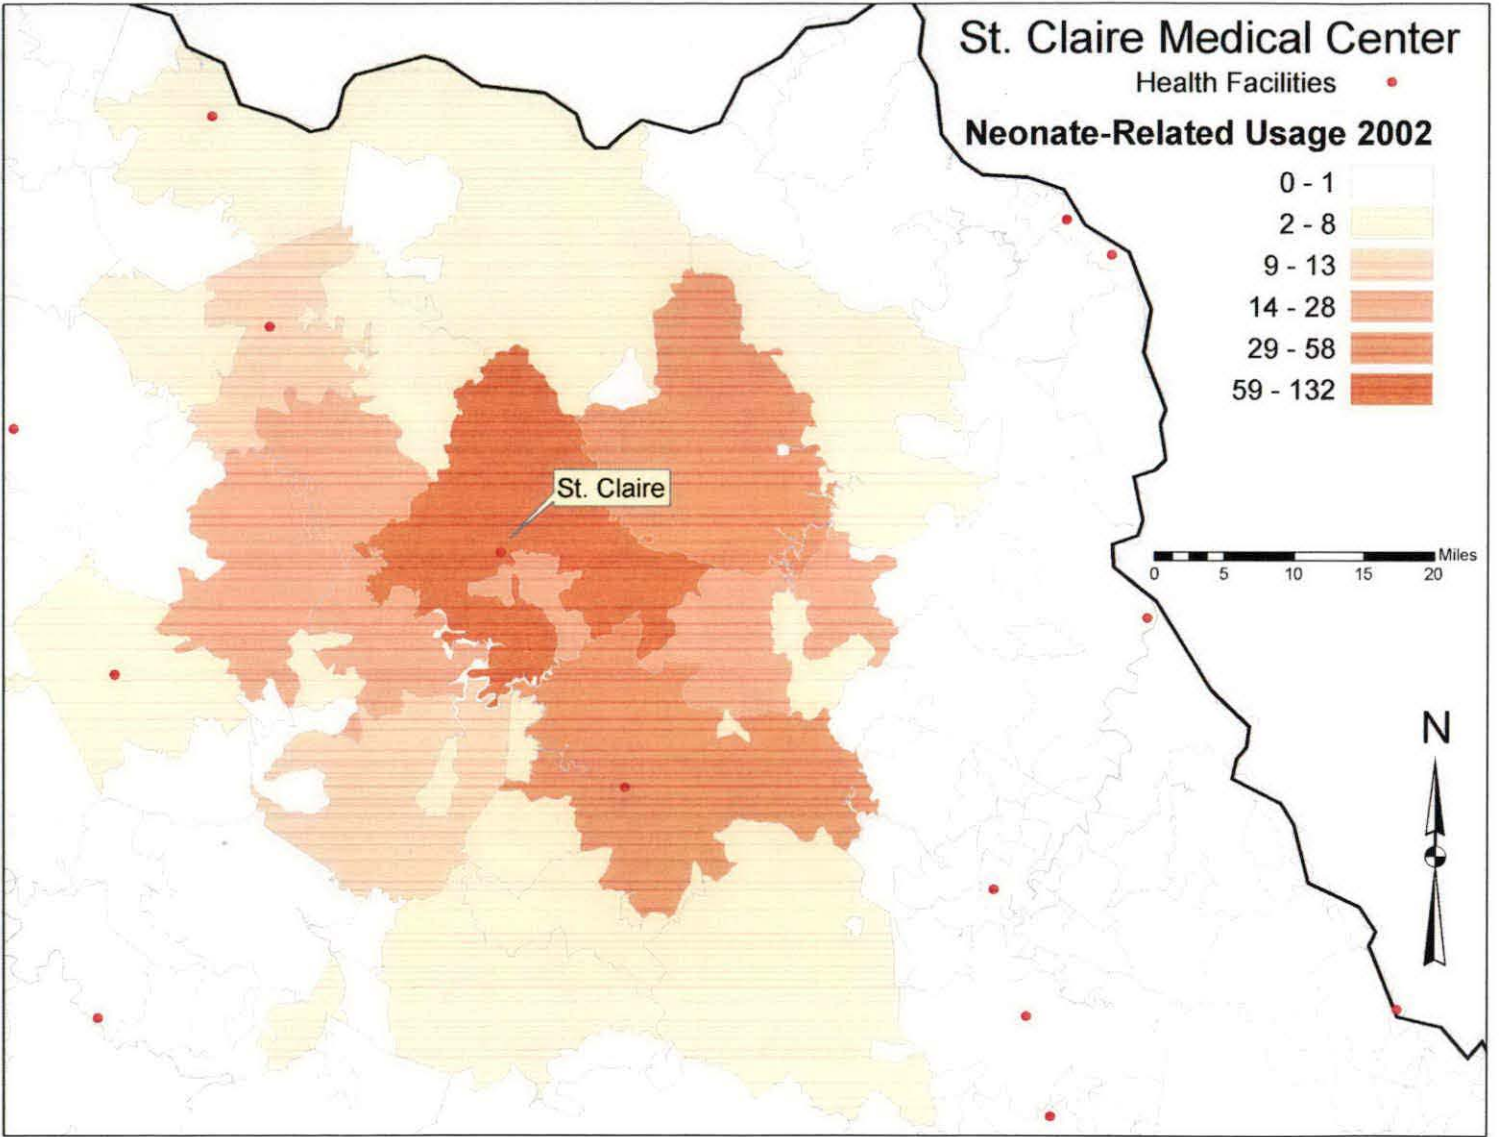 St. Claire Medical Center
Health Facilities
Neonate-Related Usage 2002
0 - 1
2 - 8
9 - 13
14 - 28
29 - 58
59 - 132
St. Claire
Miles
0 5 10 15 20
N